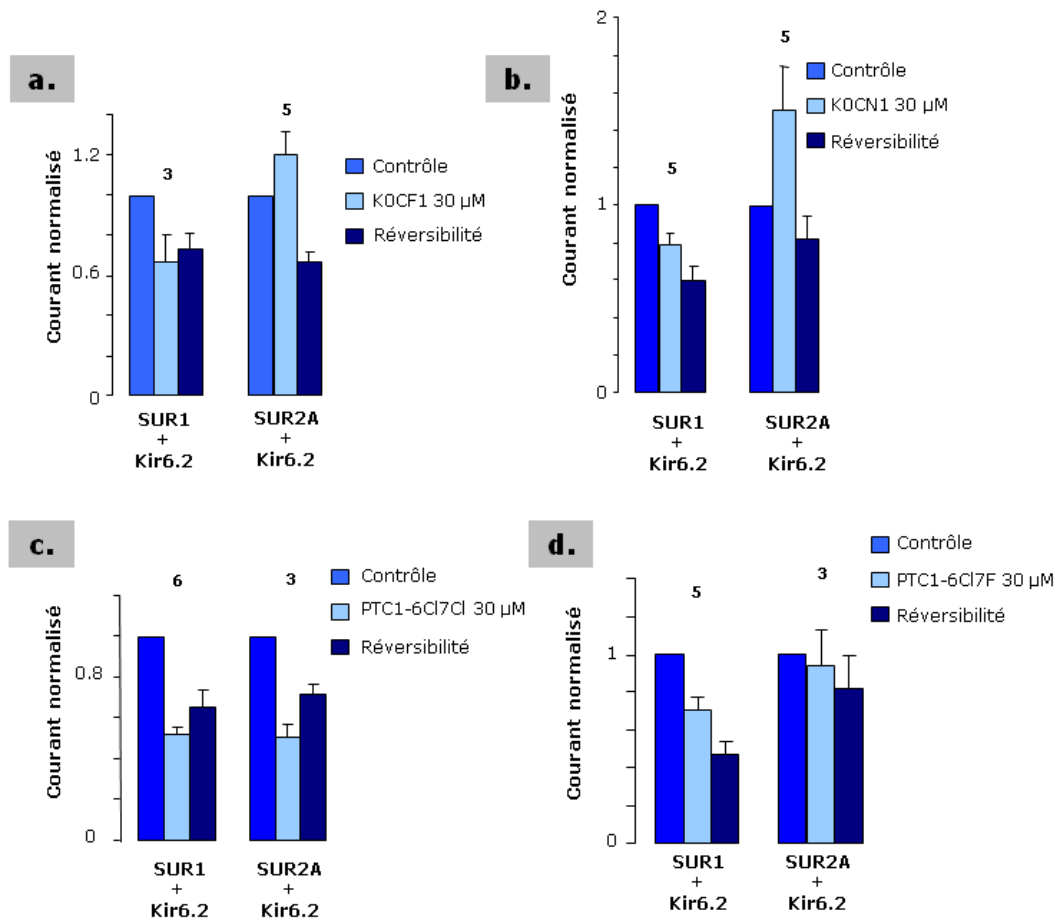 a.
Courant normalisé
1.2
0.6
0
3
5
Contrôle
K0CF1 30 µM
Réversibilité
SUR1
+
Kir6.2
SUR2A
+
Kir6.2
b.
Courant normalisé
2
1
0
5
5
Contrôle
K0CN1 30 µM
Réversibilité
SUR1
+
Kir6.2
SUR2A
+
Kir6.2
c.
Courant normalisé
0.8
0
6
3
Contrôle
PTC1-6Cl7Cl 30 µM
Réversibilité
SUR1
+
Kir6.2
SUR2A
+
Kir6.2
d.
Courant normalisé
1
0
5
3
Contrôle
PTC1-6Cl7F 30 µM
Réversibilité
SUR1
+
Kir6.2
SUR2A
+
Kir6.2